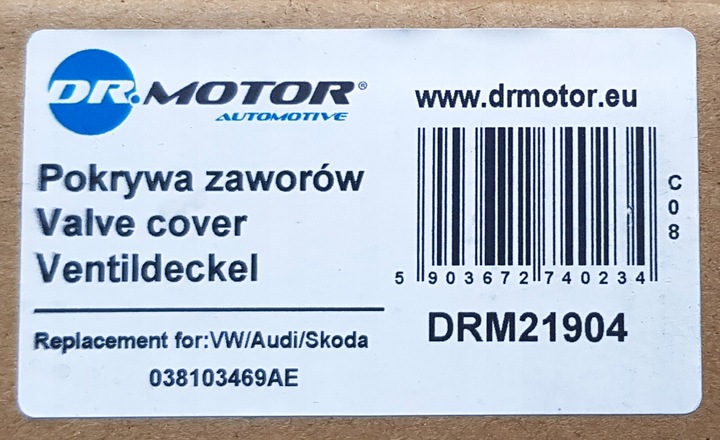 DR.MOTOR®
AUTOMOTIVE
Pokrywa zaworów
Valve cover
Ventildeckel
Replacement for:VW/Audi/Skoda
038103469AE
www.drmotor.eu
5 903672 740234
C08
DRM21904